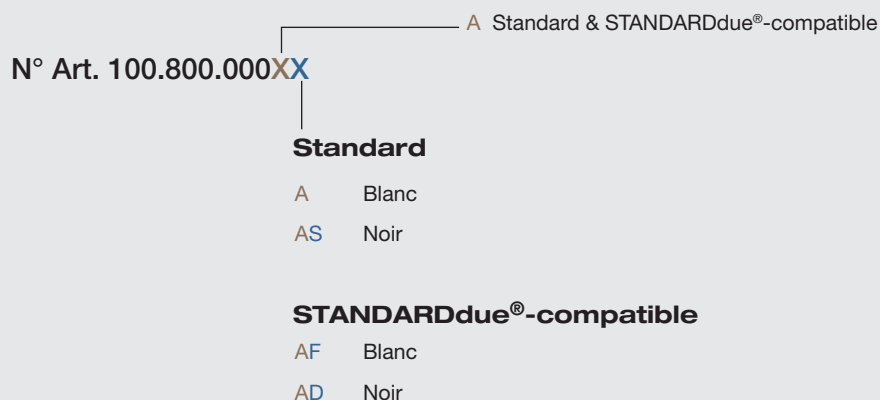 A Standard & STANDARDdue®-compatible
N° Art. 100.800.000XX
Standard
A Blanc
AS Noir
STANDARDdue®-compatible
AF Blanc
AD Noir